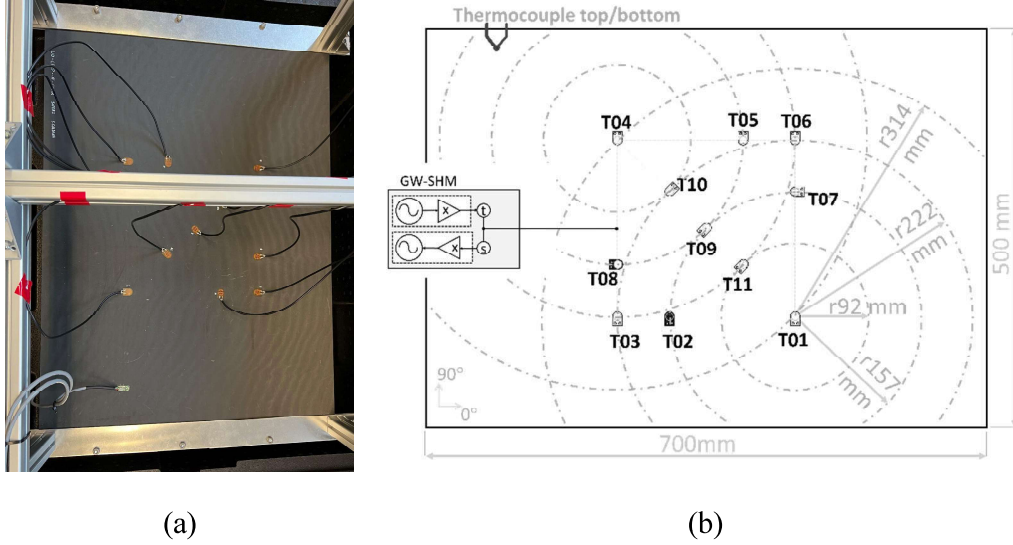 Thermocouple top/bottom
T04
T05
T06
r314
mm
T10
T07
GW-SHM
x
t
x
s
r222
mm
T09
T08
T11
500 mm
r92 mm
T03
T02
T01
r157
mm
90°
0°
700mm
(a)
(b)